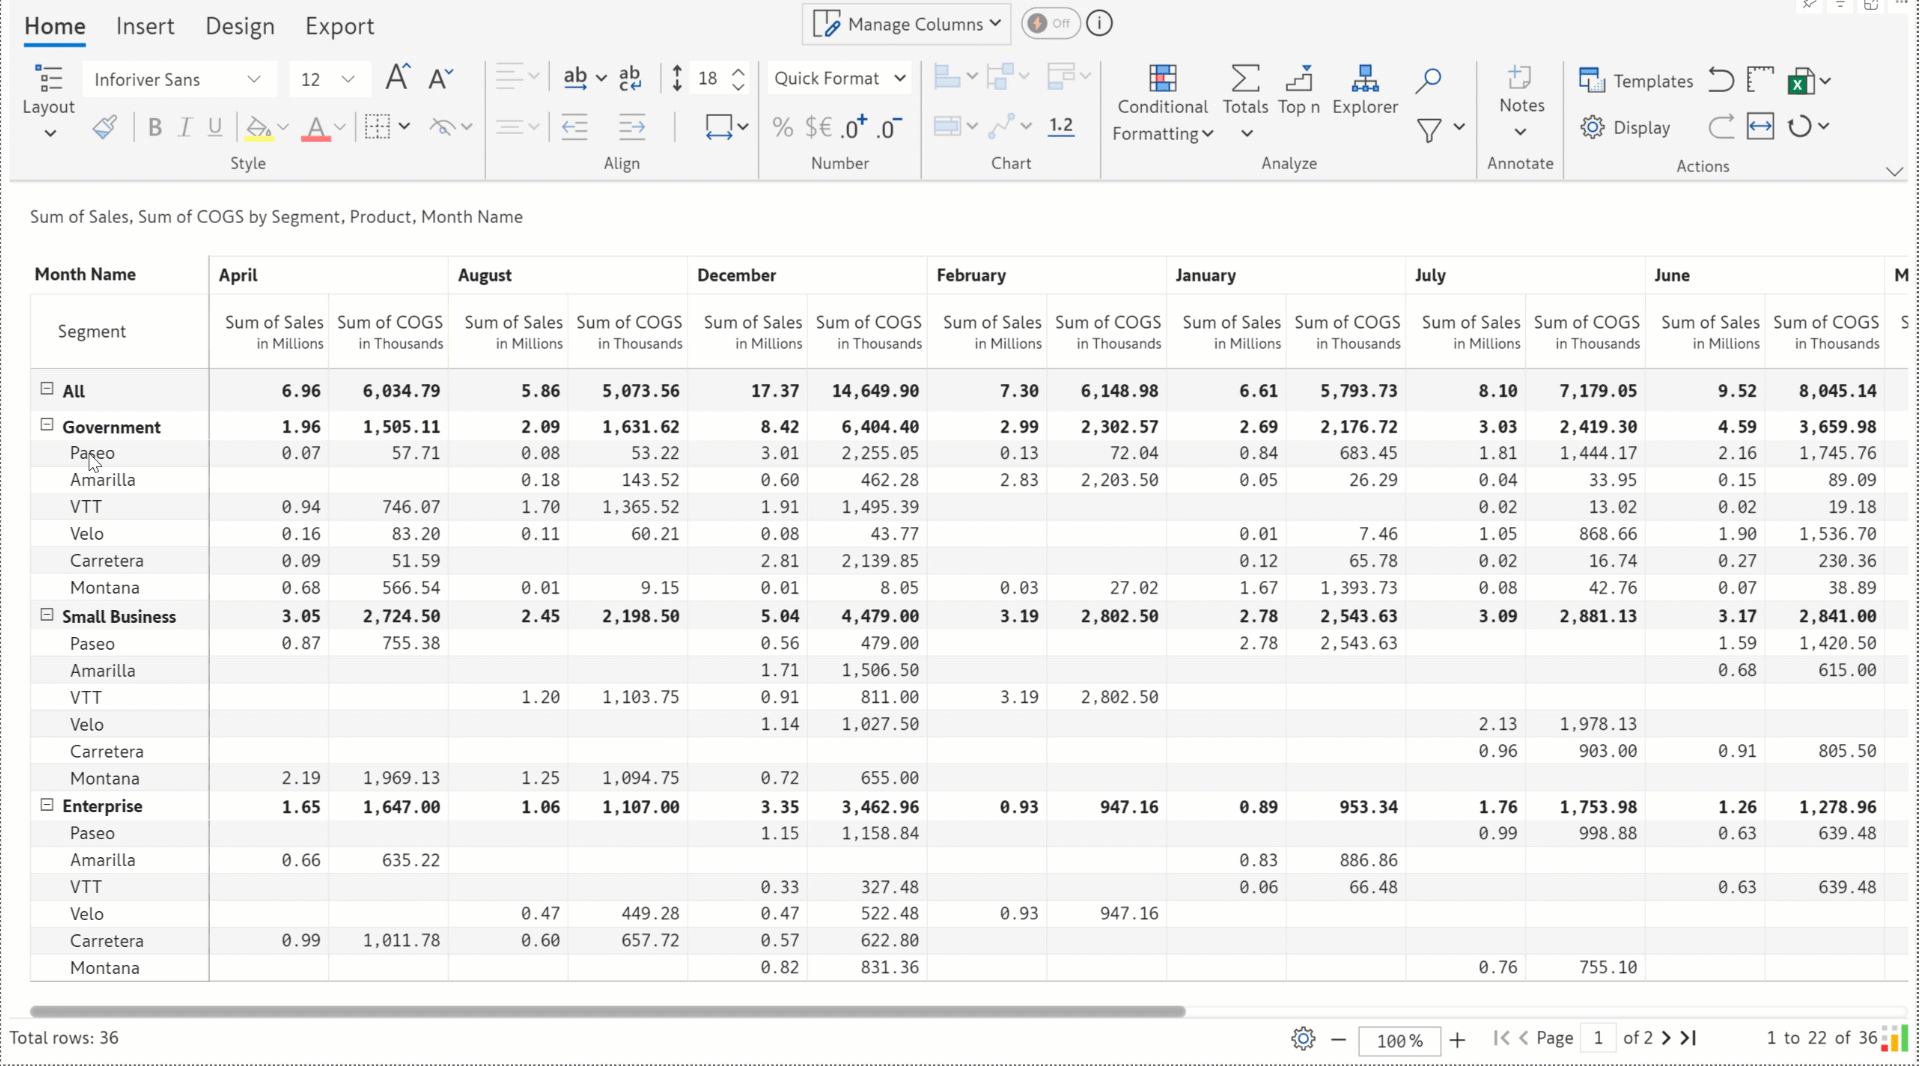 Home Insert Design Export Manage Columns Off i
Inforiver Sans 12 A A ab ab c 18 Quick Format Conditional Formatting Totals Top n Explorer Notes Templates
Layout B I U A % $€ .0+ .0- 1.2 Display
Style Align Number Chart Analyze Annotate Actions
Sum of Sales, Sum of COGS by Segment, Product, Month Name
Month Name April August December February January July June M
Segment Sum of Sales Sum of COGS Sum of Sales Sum of COGS Sum of Sales Sum of COGS Sum of Sales Sum of COGS Sum of Sales Sum of COGS Sum of Sales Sum of COGS Sum of Sales Sum of COGS S
in Millions in Thousands in Millions in Thousands in Millions in Thousands in Millions in Thousands in Millions in Thousands in Millions in Thousands in Millions in Thousands
All 6.96 6,034.79 5.86 5,073.56 17.37 14,649.90 7.30 6,148.98 6.61 5,793.73 8.10 7,179.05 9.52 8,045.14
Government 1.96 1,505.11 2.09 1,631.62 8.42 6,404.40 2.99 2,302.57 2.69 2,176.72 3.03 2,419.30 4.59 3,659.98
Paseo 0.07 57.71 0.08 53.22 3.01 2,255.05 0.13 72.04 0.84 683.45 1.81 1,444.17 2.16 1,745.76
Amarilla 0.18 143.52 0.60 462.28 2.83 2,203.50 0.05 26.29 0.04 33.95 0.15 89.09
VTT 0.94 746.07 1.70 1,365.52 1.91 1,495.39 0.02 13.02 0.02 19.18
Velo 0.16 83.20 0.11 60.21 0.08 43.77 0.01 7.46 1.05 868.66 1.90 1,536.70
Carretera 0.09 51.59 2.81 2,139.85 0.12 65.78 0.02 16.74 0.27 230.36
Montana 0.68 566.54 0.01 9.15 0.01 8.05 0.03 27.02 1.67 1,393.73 0.08 42.76 0.07 38.89
Small Business 3.05 2,724.50 2.45 2,198.50 5.04 4,479.00 3.19 2,802.50 2.78 2,543.63 3.09 2,881.13 3.17 2,841.00
Paseo 0.87 755.38 0.56 479.00 2.78 2,543.63 1.59 1,420.50
Amarilla 1.71 1,506.50 0.68 615.00
VTT 1.20 1,103.75 0.91 811.00 3.19 2,802.50
Velo 1.14 1,027.50 2.13 1,978.13
Carretera 0.96 903.00 0.91 805.50
Montana 2.19 1,969.13 1.25 1,094.75 0.72 655.00
Enterprise 1.65 1,647.00 1.06 1,107.00 3.35 3,462.96 0.93 947.16 0.89 953.34 1.76 1,753.98 1.26 1,278.96
Paseo 1.15 1,158.84 0.99 998.88 0.63 639.48
Amarilla 0.66 635.22 0.83 886.86
VTT 0.33 327.48 0.06 66.48 0.63 639.48
Velo 0.47 449.28 0.47 522.48 0.93 947.16
Carretera 0.99 1,011.78 0.60 657.72 0.57 622.80
Montana 0.82 831.36 0.76 755.10
Total rows: 36 100% Page 1 of 2 1 to 22 of 36